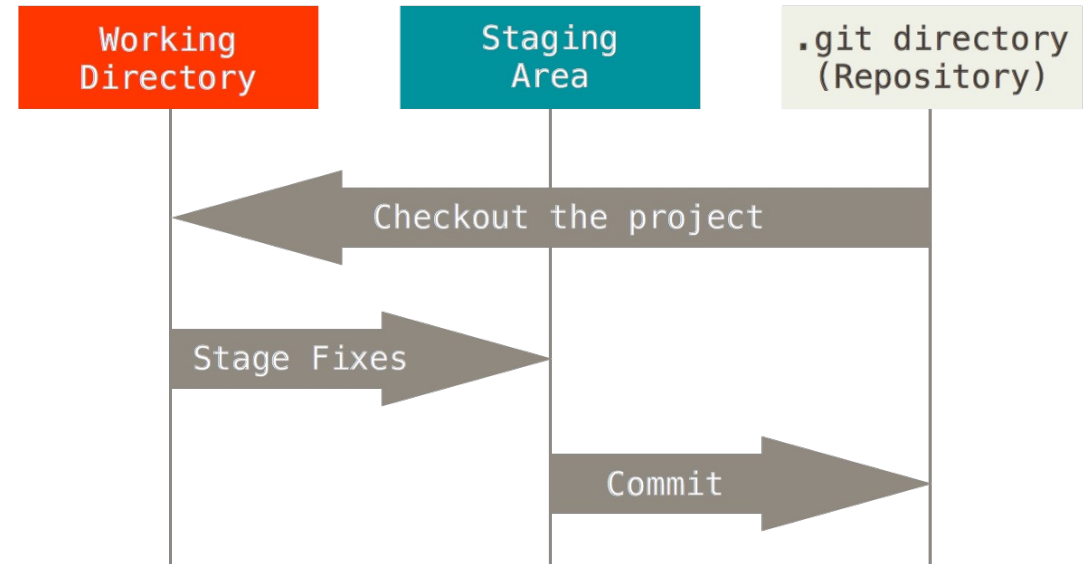 Working
Directory
Staging
Area
.git directory
(Repository)
Checkout the project
Stage Fixes
Commit